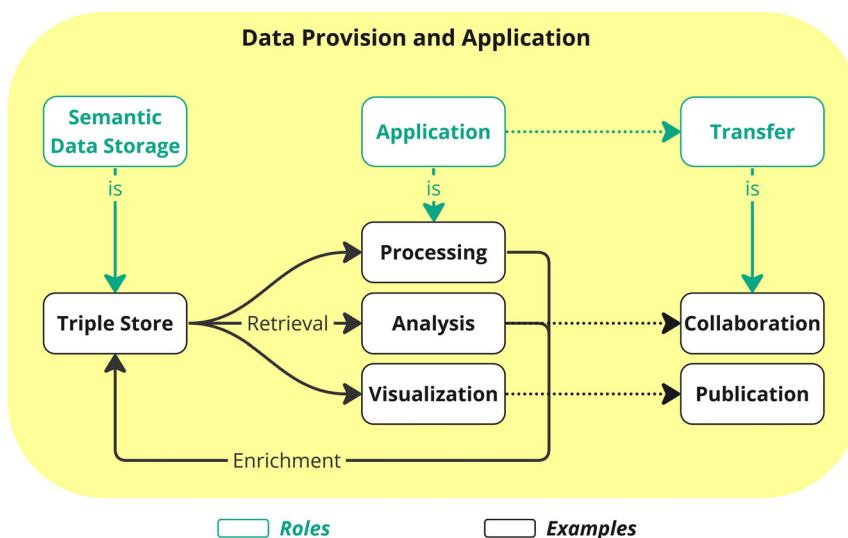 Data Provision and Application
Semantic
Data Storage
Application
Transfer
is
is
is
Processing
Triple Store
Retrieval
Analysis
Collaboration
Visualization
Publication
Enrichment
Roles
Examples